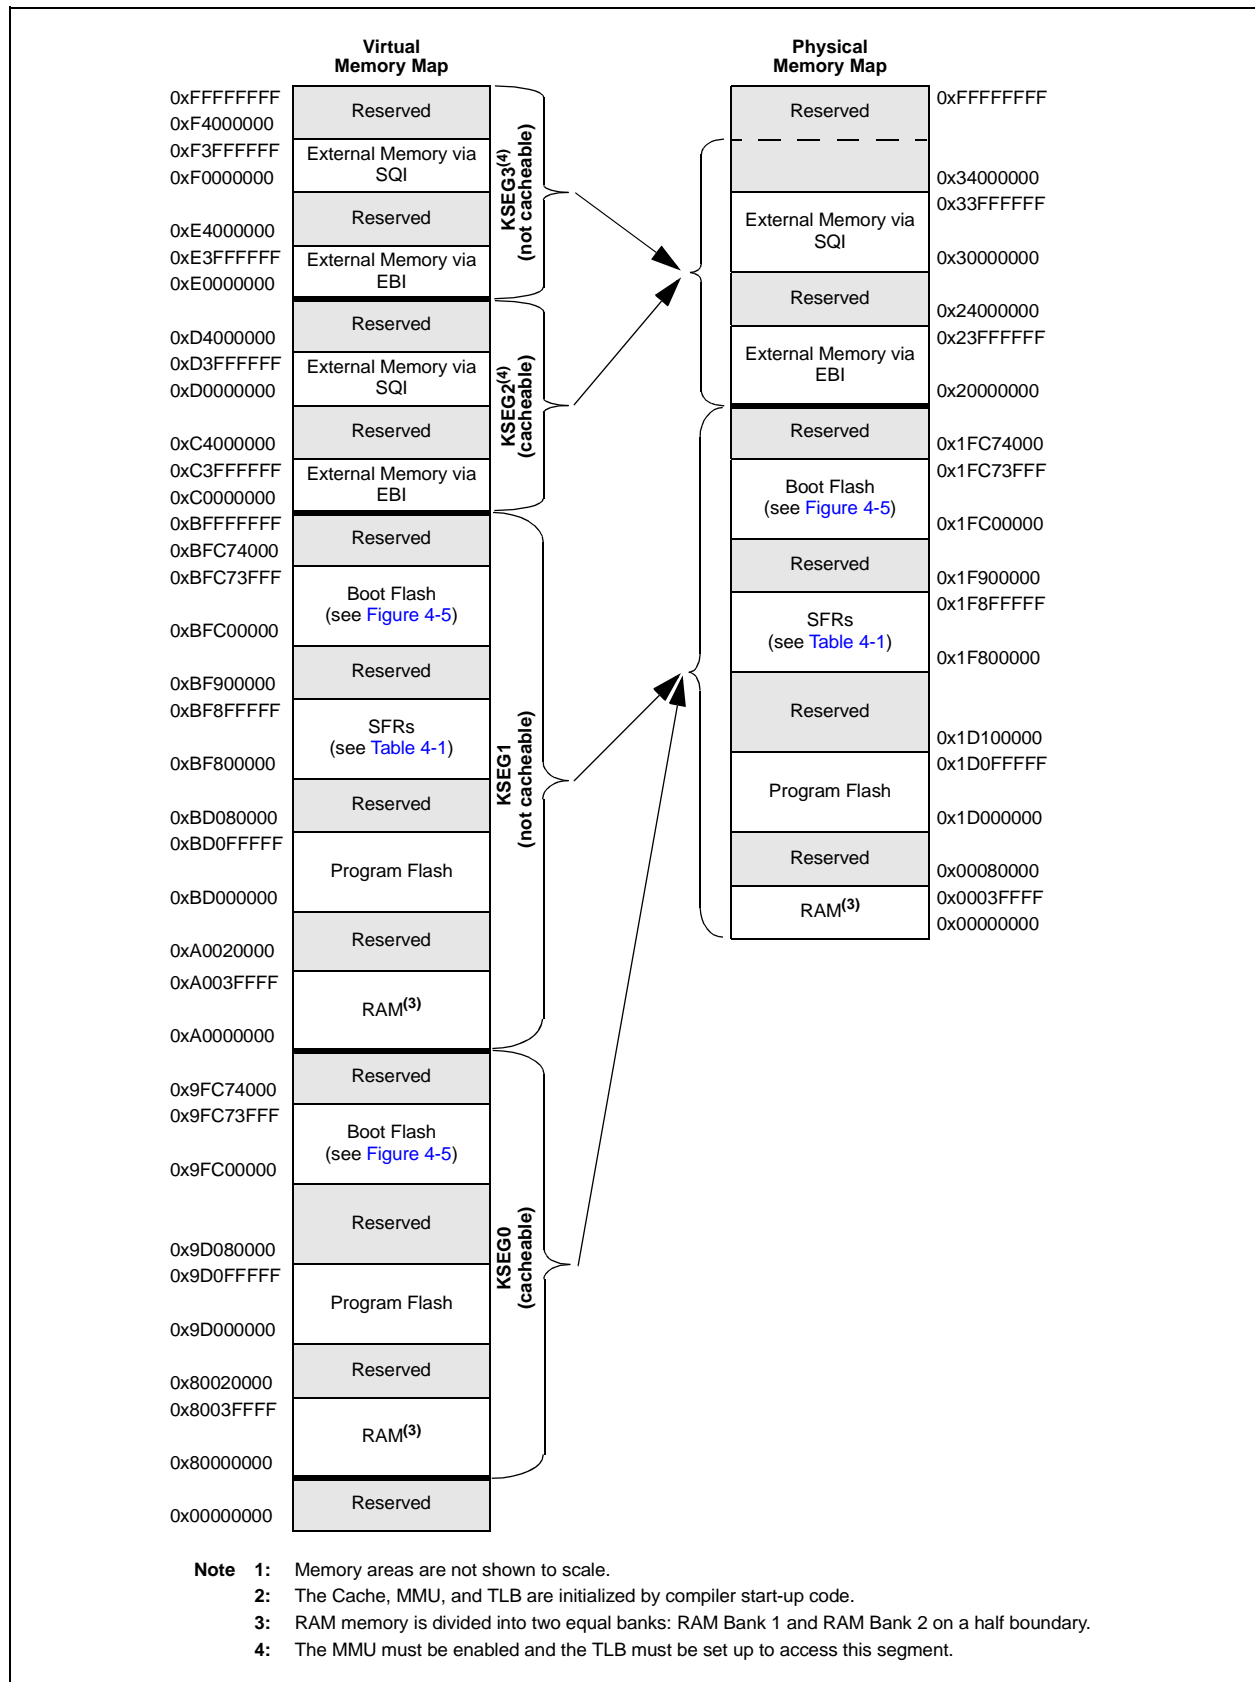 Virtual
Memory Map
0xFFFFFFFF
Reserved
0xF4000000
0xF3FFFFFF
External Memory via
SQI
0xF0000000
Reserved
0xE4000000
0xE3FFFFFF
External Memory via
EBI
0xE0000000
KSEG3(4)
(not cacheable)
Reserved
0xD4000000
0xD3FFFFFF
External Memory via
SQI
0xD0000000
Reserved
0xC4000000
0xC3FFFFFF
External Memory via
EBI
0xC0000000
KSEG2(4)
(cacheable)
0xBFFFFFFF
Reserved
0xBFC74000
0xBFC73FFF
Boot Flash
(see Figure 4-5)
0xBFC00000
Reserved
0xBF900000
0xBF8FFFFF
SFRs
(see Table 4-1)
0xBF800000
Reserved
0xBD080000
0xBD0FFFFF
Program Flash
0xBD000000
Reserved
0xA0020000
0xA003FFFF
RAM(3)
0xA0000000
KSEG1
(not cacheable)
Reserved
0x9FC74000
0x9FC73FFF
Boot Flash
(see Figure 4-5)
0x9FC00000
Reserved
0x9D080000
0x9D0FFFFF
Program Flash
0x9D000000
Reserved
0x80020000
0x8003FFFF
RAM(3)
0x80000000
KSEG0
(cacheable)
Reserved
0x00000000
Physical
Memory Map
0xFFFFFFFF
Reserved
0x34000000
0x33FFFFFF
External Memory via
SQI
0x30000000
Reserved
0x24000000
0x23FFFFFF
External Memory via
EBI
0x20000000
Reserved
0x1FC74000
0x1FC73FFF
Boot Flash
(see Figure 4-5)
0x1FC00000
Reserved
0x1F900000
0x1F8FFFFF
SFRs
(see Table 4-1)
0x1F800000
Reserved
0x1D100000
0x1D0FFFFF
Program Flash
0x1D000000
Reserved
0x00080000
0x0003FFFF
RAM(3)
0x00000000
Note 1: Memory areas are not shown to scale.
2: The Cache, MMU, and TLB are initialized by compiler start-up code.
3: RAM memory is divided into two equal banks: RAM Bank 1 and RAM Bank 2 on a half boundary.
4: The MMU must be enabled and the TLB must be set up to access this segment.